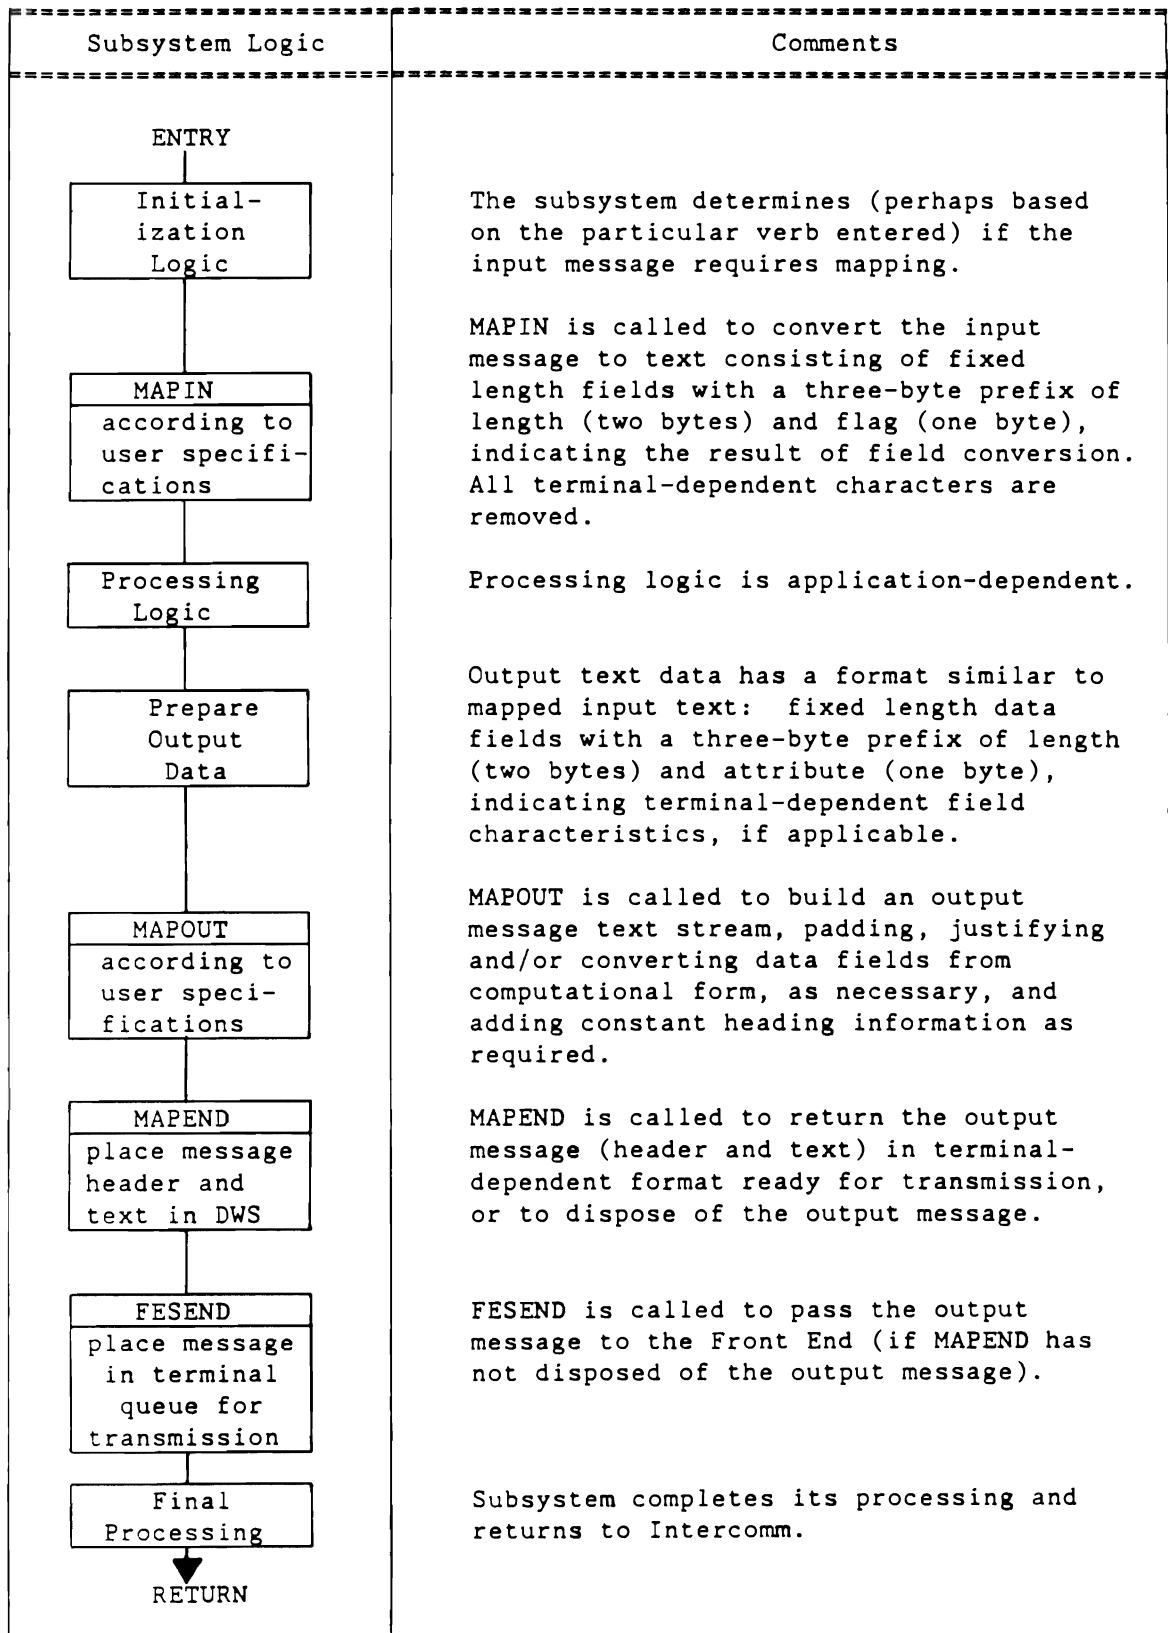 Subsystem Logic
Comments
ENTRY
Initial-
ization
Logic
The subsystem determines (perhaps based
on the particular verb entered) if the
input message requires mapping.
MAPIN
according to
user specifi-
cations
MAPIN is called to convert the input
message to text consisting of fixed
length fields with a three-byte prefix of
length (two bytes) and flag (one byte),
indicating the result of field conversion.
All terminal-dependent characters are
removed.
Processing
Logic
Processing logic is application-dependent.
Prepare
Output
Data
Output text data has a format similar to
mapped input text:  fixed length data
fields with a three-byte prefix of length
(two bytes) and attribute (one byte),
indicating terminal-dependent field
characteristics, if applicable.
MAPOUT
according to
user speci-
fications
MAPOUT is called to build an output
message text stream, padding, justifying
and/or converting data fields from
computational form, as necessary, and
adding constant heading information as
required.
MAPEND
place message
header and
text in DWS
MAPEND is called to return the output
message (header and text) in terminal-
dependent format ready for transmission,
or to dispose of the output message.
FESEND
place message
in terminal
queue for
transmission
FESEND is called to pass the output
message to the Front End (if MAPEND has
not disposed of the output message).
Final
Processing
Subsystem completes its processing and
returns to Intercomm.
RETURN